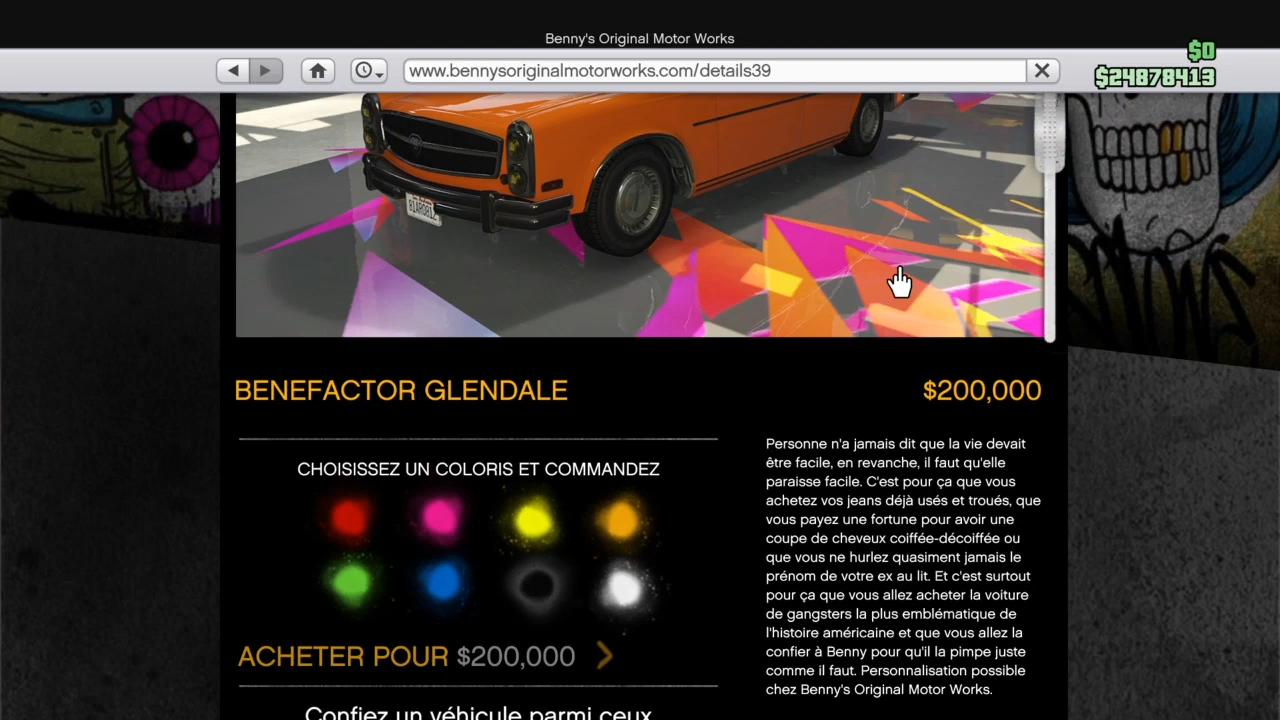 Benny's Original Motor Works
www.bennysoriginalmotorworks.com/details39
$0
$24878413
BENEFACTOR GLENDALE
$200,000
CHOISISSEZ UN COLORIS ET COMMANDEZ
ACHETER POUR $200,000
Confiez un véhicule parmi ceux
Personne n'a jamais dit que la vie devait
être facile, en revanche, il faut qu'elle
paraisse facile. C'est pour ça que vous
achetez vos jeans déjà usés et troués, que
vous payez une fortune pour avoir une
coupe de cheveux coiffée-décoiffée ou
que vous ne hurlez quasiment jamais le
prénom de votre ex au lit. Et c'est surtout
pour ça que vous allez acheter la voiture
de gangsters la plus emblématique de
l'histoire américaine et que vous allez la
confier à Benny pour qu'il la pimpe juste
comme il faut. Personnalisation possible
chez Benny's Original Motor Works.